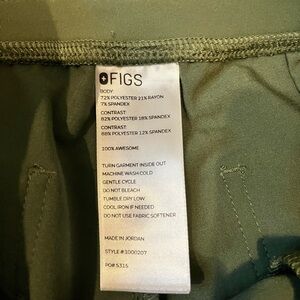 FIGS
BODY:
72% POLYESTER 21% RAYON
7% SPANDEX
CONTRAST:
82% POLYESTER 18% SPANDEX
CONTRAST:
88% POLYESTER 12% SPANDEX
100% AWESOME
TURN GARMENT INSIDE OUT
MACHINE WASH COLD
GENTLE CYCLE
DO NOT BLEACH
TUMBLE DRY LOW
COOL IRON IF NEEDED
DO NOT USE FABRIC SOFTENER
MADE IN JORDAN
STYLE #:1000207
PO#: 5315